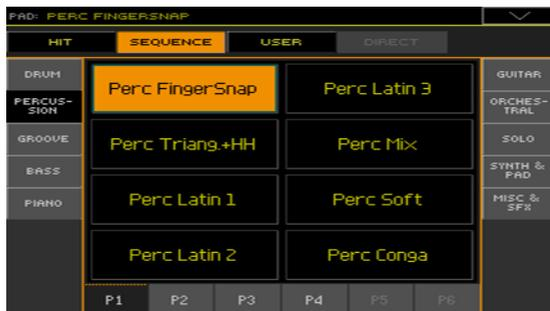 PAD: PERC FINGERSNAP
HIT
SEQUENCE
USER
DIRECT
DRUM
PERCUS-
SION
GROOVE
BASS
PIANO
Perc FingerSnap
Perc Latin 3
Perc Triang.+HH
Perc Mix
Perc Latin 1
Perc Soft
Perc Latin 2
Perc Conga
GUITAR
ORCHES-
TRAL
SOLO
SYNTH &
PAD
MISC &
SFX
P1
P2
P3
P4
P5
P6